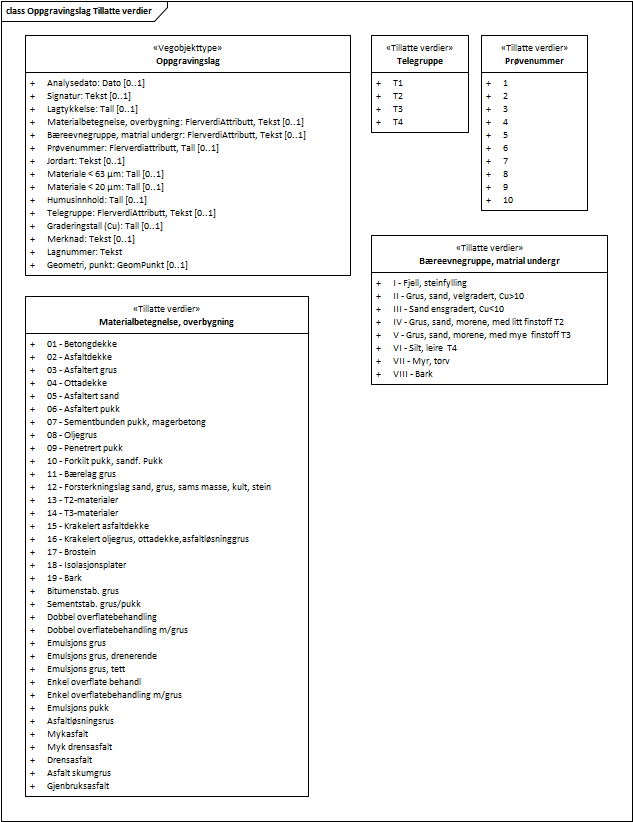 class Oppgravingslag Tillatte verdier
«Vegobjekttype»
Oppgravingslag
+ Analysedato: Dato [0..1]
+ Signatur: Tekst [0..1]
+ Lagtykkelse: Tall [0..1]
+ Materialbetegnelse, overbygning: FlerverdiAttributt, Tekst [0..1]
+ Bæreevnegruppe, matrial undergr: FlerverdiAttributt, Tekst [0..1]
+ Prøvenummer: Flerverdiattributt, Tall [0..1]
+ Jordart: Tekst [0..1]
+ Materiale < 63 µm: Tall [0..1]
+ Materiale < 20 µm: Tall [0..1]
+ Humusinnhold: Tall [0..1]
+ Telegruppe: FlerverdiAttributt, Tekst [0..1]
+ Graderingstall (Cu): Tall [0..1]
+ Merknad: Tekst [0..1]
+ Lagnummer: Tekst
+ Geometri, punkt: GeomPunkt [0..1]
«Tillatte verdier»
Telegruppe
+ T1
+ T2
+ T3
+ T4
«Tillatte verdier»
Prøvenummer
+ 1
+ 2
+ 3
+ 4
+ 5
+ 6
+ 7
+ 8
+ 9
+ 10
«Tillatte verdier»
Bæreevnegruppe, matrial undergr
+ I - Fjell, steinfylling
+ II - Grus, sand, velgradert, Cu>10
+ III - Sand ensgradert, Cu<10
+ IV - Grus, sand, morene, med litt finstoff T2
+ V - Grus, sand, morene, med mye finstoff T3
+ VI - Silt, leire T4
+ VII - Myr, torv
+ VIII - Bark
«Tillatte verdier»
Materialbetegnelse, overbygning
+ 01 - Betongdekke
+ 02 - Asfaltdekke
+ 03 - Asfaltert grus
+ 04 - Ottadekke
+ 05 - Asfaltert sand
+ 06 - Asfaltert pukk
+ 07 - Sementbunden pukk, magerbetong
+ 08 - Oljegrus
+ 09 - Penetrert pukk
+ 10 - Forkilt pukk, sandf. Pukk
+ 11 - Bærelag grus
+ 12 - Forsterkningslag sand, grus, sams masse, kult, stein
+ 13 - T2-materialer
+ 14 - T3-materialer
+ 15 - Krakelert asfaltdekke
+ 16 - Krakelert oljegrus, ottadekke,asfaltløsninggrus
+ 17 - Brostein
+ 18 - Isolasjonsplater
+ 19 - Bark
+ Bitumenstab. grus
+ Sementstab. grus/pukk
+ Dobbel overflatebehandling
+ Dobbel overflatebehandling m/grus
+ Emulsjons grus
+ Emulsjons grus, drenerende
+ Emulsjons grus, tett
+ Enkel overflate behandl
+ Enkel overflatebehandling m/grus
+ Emulsjons pukk
+ Asfaltløsningsrus
+ Mykasfalt
+ Myk drensasfalt
+ Drensasfalt
+ Asfalt skumgrus
+ Gjenbruksasfalt